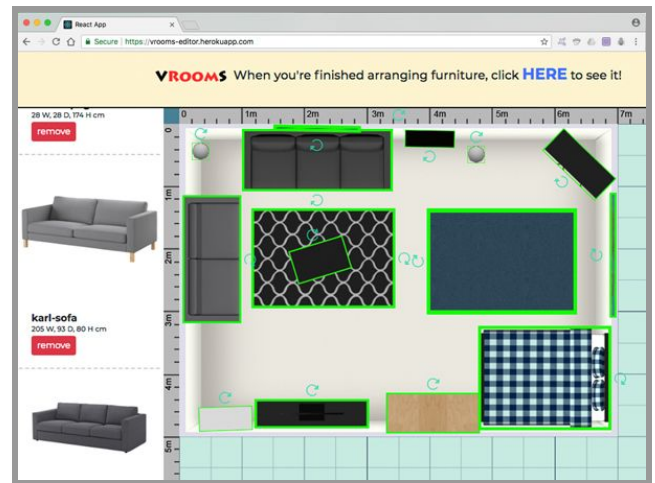 React App
Secure https://vrooms-editor.herokuapp.com
VRooms When you're finished arranging furniture, click HERE to see it!
28 W, 28 D, 174 H cm
remove
karl-sofa
205 W, 93 D, 80 H cm
remove
0 1m 2m 3m 4m 5m 6m 7m
0
1m
2m
3m
4m
5m